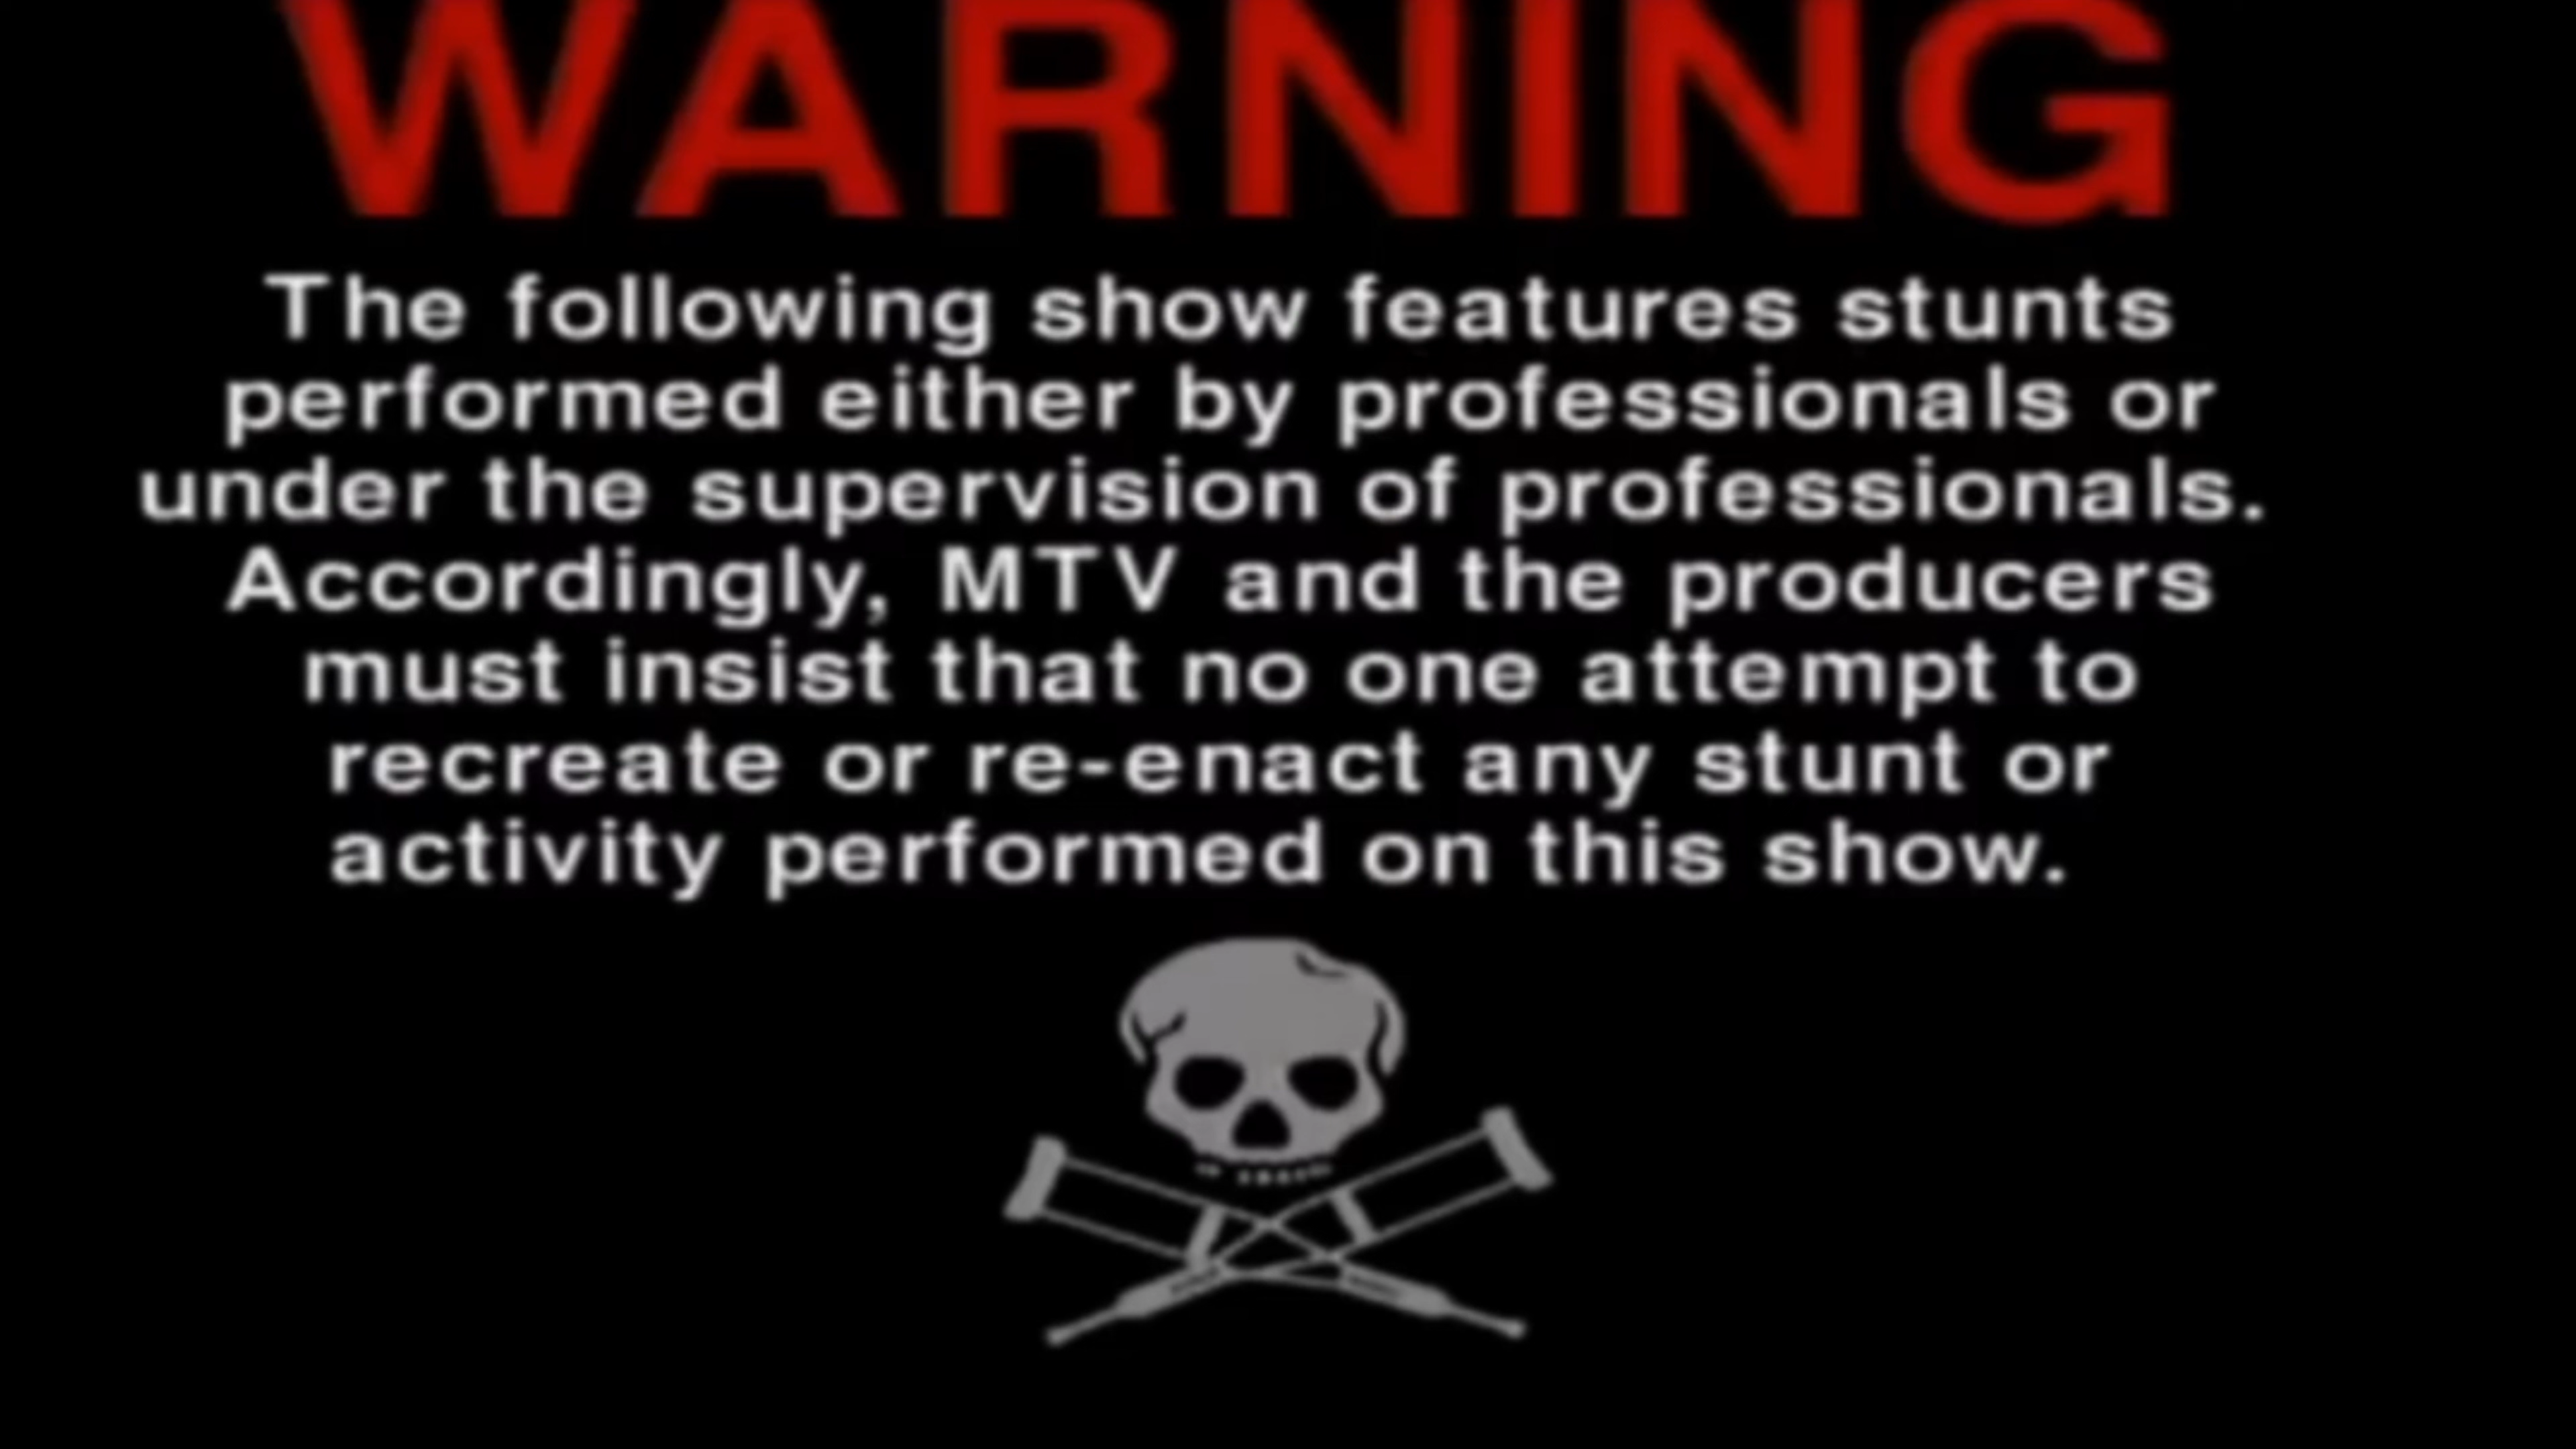 WARNING
The following show features stunts
performed either by professionals or
under the supervision of professionals.
Accordingly, MTV and the producers
must insist that no one attempt to
recreate or re-enact any stunt or
activity performed on this show.